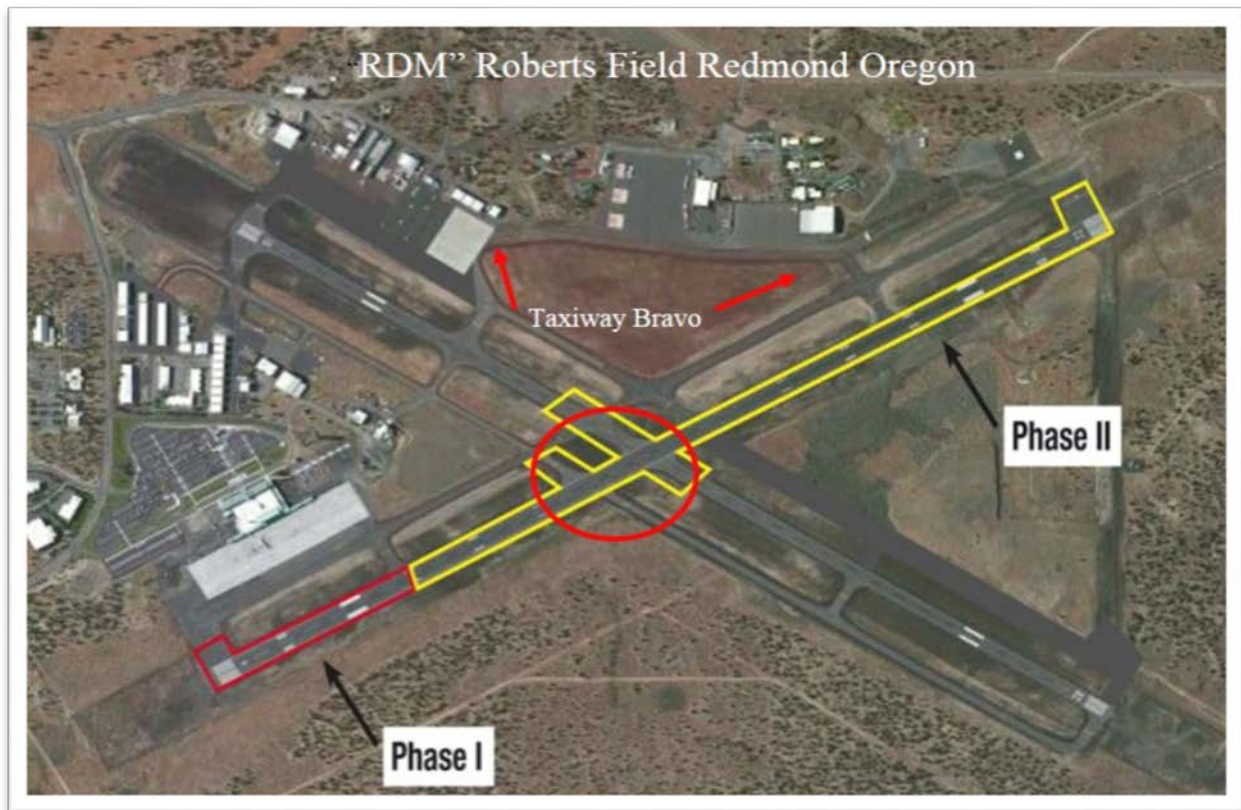 RDM” Roberts Field Redmond Oregon
Taxiway Bravo
Phase II
Phase I